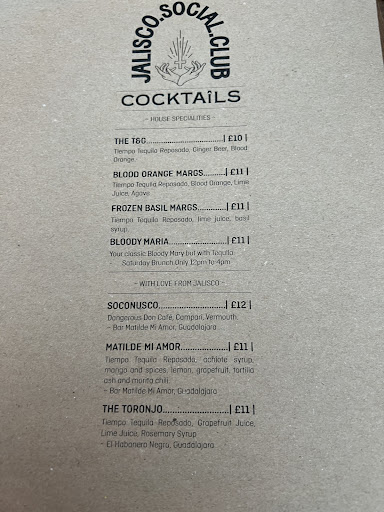 JALISCO.SOCIAL.CLUB
COCKTAiLS
– HOUSE SPECIALITIES –
THE T&G..............................| £10 |
Tiempo Tequila Reposado, Ginger Beer, Blood
Orange.
BLOOD ORANGE MARGS.........| £11 |
Tiempo Tequila Reposado, Blood Orange, Lime
Juice, Agave.
FROZEN BASIL MARGS...........| £11 |
Tiempo Tequila Reposado, lime juice, basil
syrup.
BLOODY MARIA......................| £11 |
Your classic Bloody Mary but with Tequila.
Saturday Brunch Only 12pm to 4pm
– WITH LOVE FROM JALISCO –
SOCONUSCO.........................| £12 |
Dangerous Don Cafe, Campari, Vermouth.
– Bar Matilde Mi Amor, Guadalajara
MATILDE MI AMOR..................| £11 |
Tiempo Tequila Reposado, achiote syrup,
mango and spices, lemon, grapefruit, tortilla
ash and morita chili
– Bar Matilde Mi Amor, Guadalajara
THE TORONJO.........................| £11 |
Tiempo Tequila Reposado, Grapefruit Juice,
Lime Juice, Rosemary Syrup
– El Habanero Negro, Guadalajara